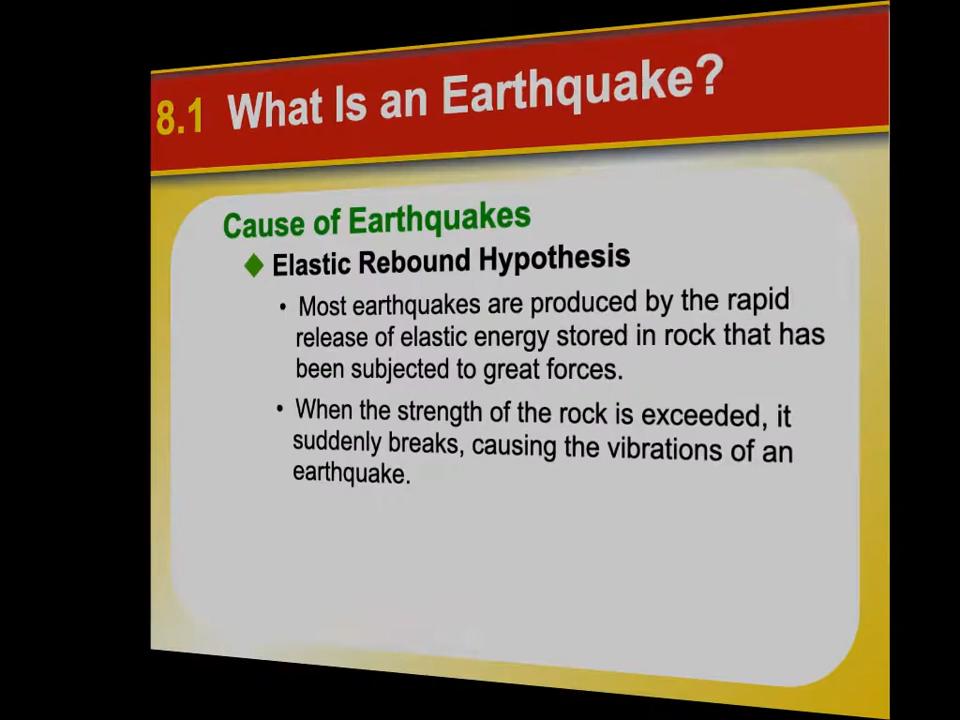 8.1 What Is an Earthquake?
Cause of Earthquakes
Elastic Rebound Hypothesis
• Most earthquakes are produced by the rapid
release of elastic energy stored in rock that has
been subjected to great forces.
• When the strength of the rock is exceeded, it
suddenly breaks, causing the vibrations of an
earthquake.